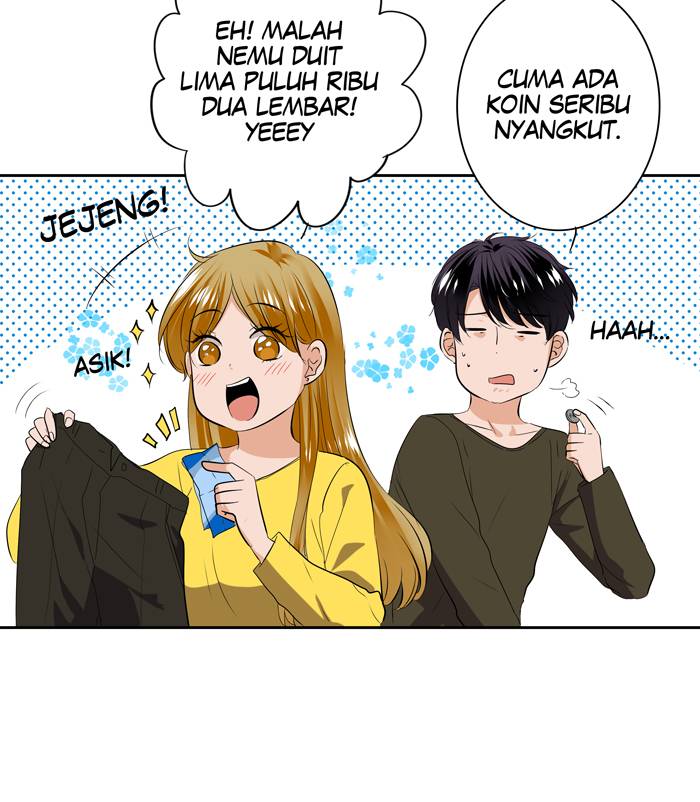 EH! MALAH
NEMU DUIT
LIMA PULUH RIBU
DUA LEMBAR!
YEEEY
CUMA ADA
KOIN SERIBU
NYANGKUT.
JEJENG!
ASIK!
HAAH...